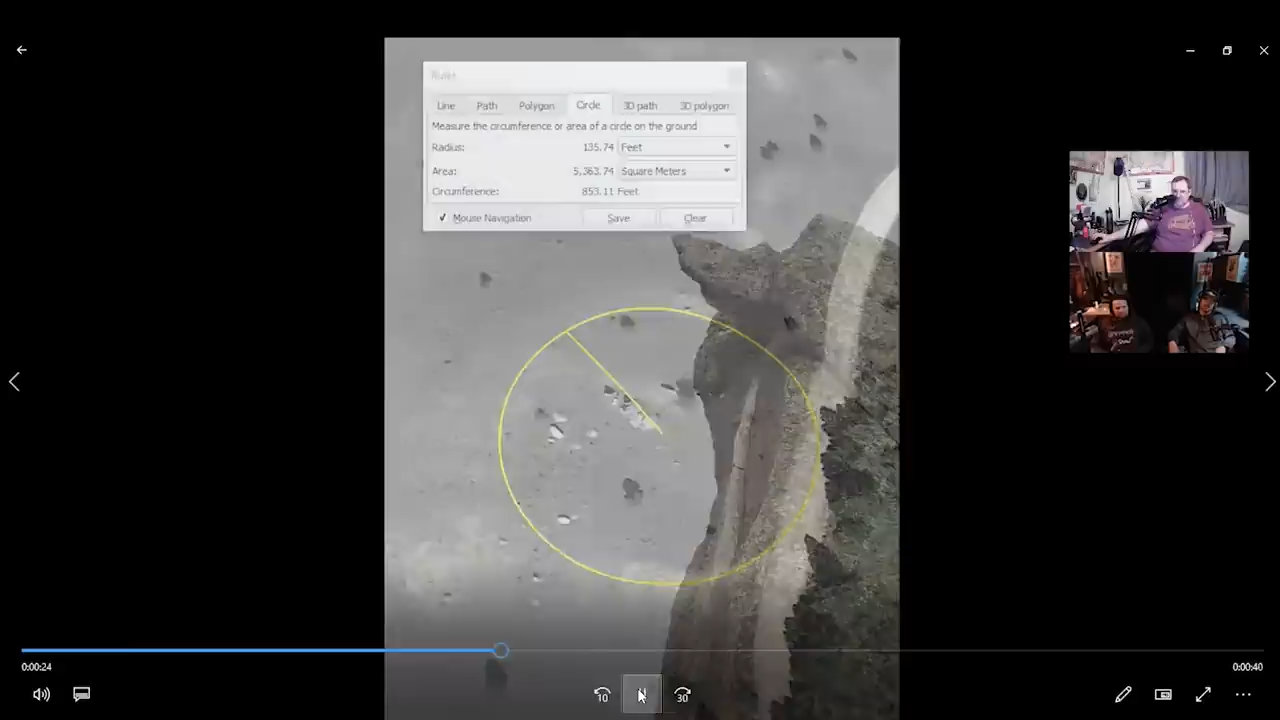 Ruler
Line Path Polygon Circle 3D path 3D polygon
Measure the circumference or area of a circle on the ground
Radius: 135.74 Feet
Area: 5,363.74 Square Meters
Circumference: 853.11 Feet
Mouse Navigation Save Clear
0:00:24 0:00:40
10 30